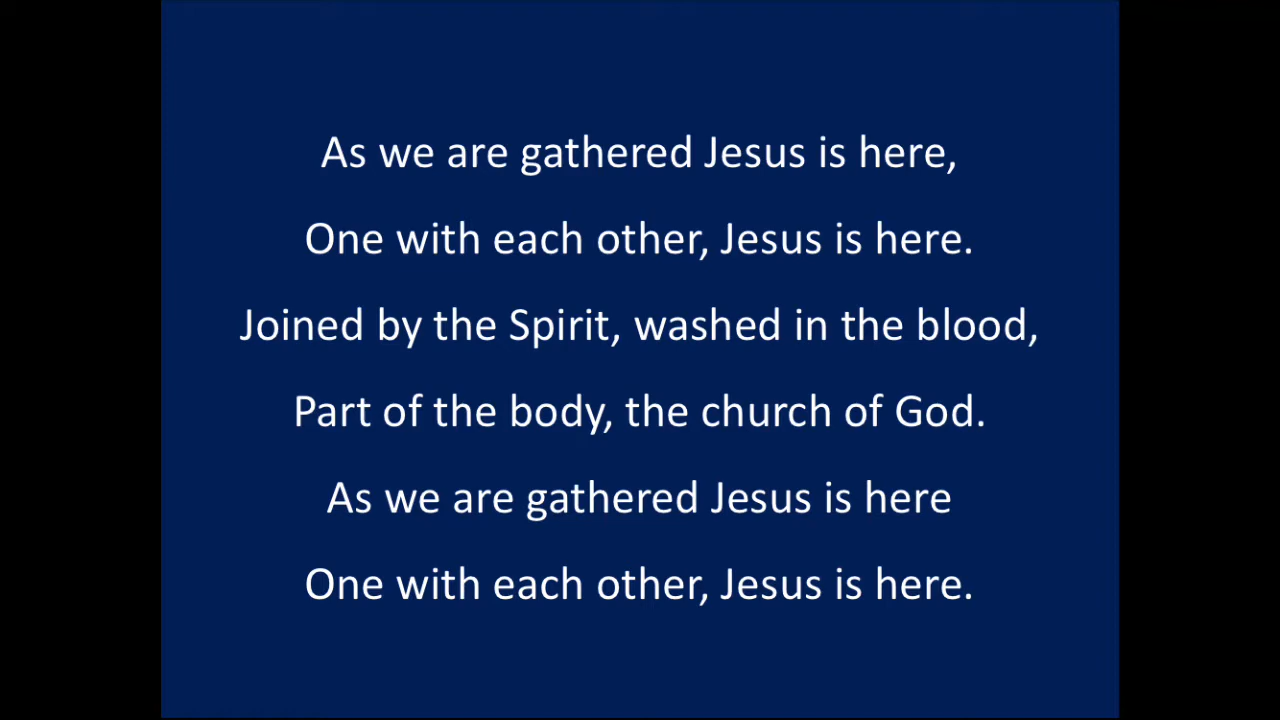 As we are gathered Jesus is here,
One with each other, Jesus is here.
Joined by the Spirit, washed in the blood,
Part of the body, the church of God.
As we are gathered Jesus is here
One with each other, Jesus is here.